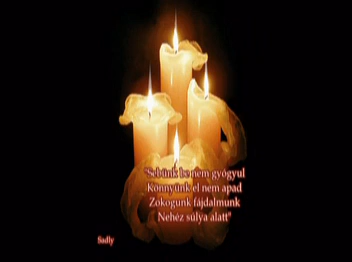 "Sebünk be nem gyógyul
Könnyünk el nem apad
Zokogunk fájdalmunk
Nehéz súlya alatt"
Sadly